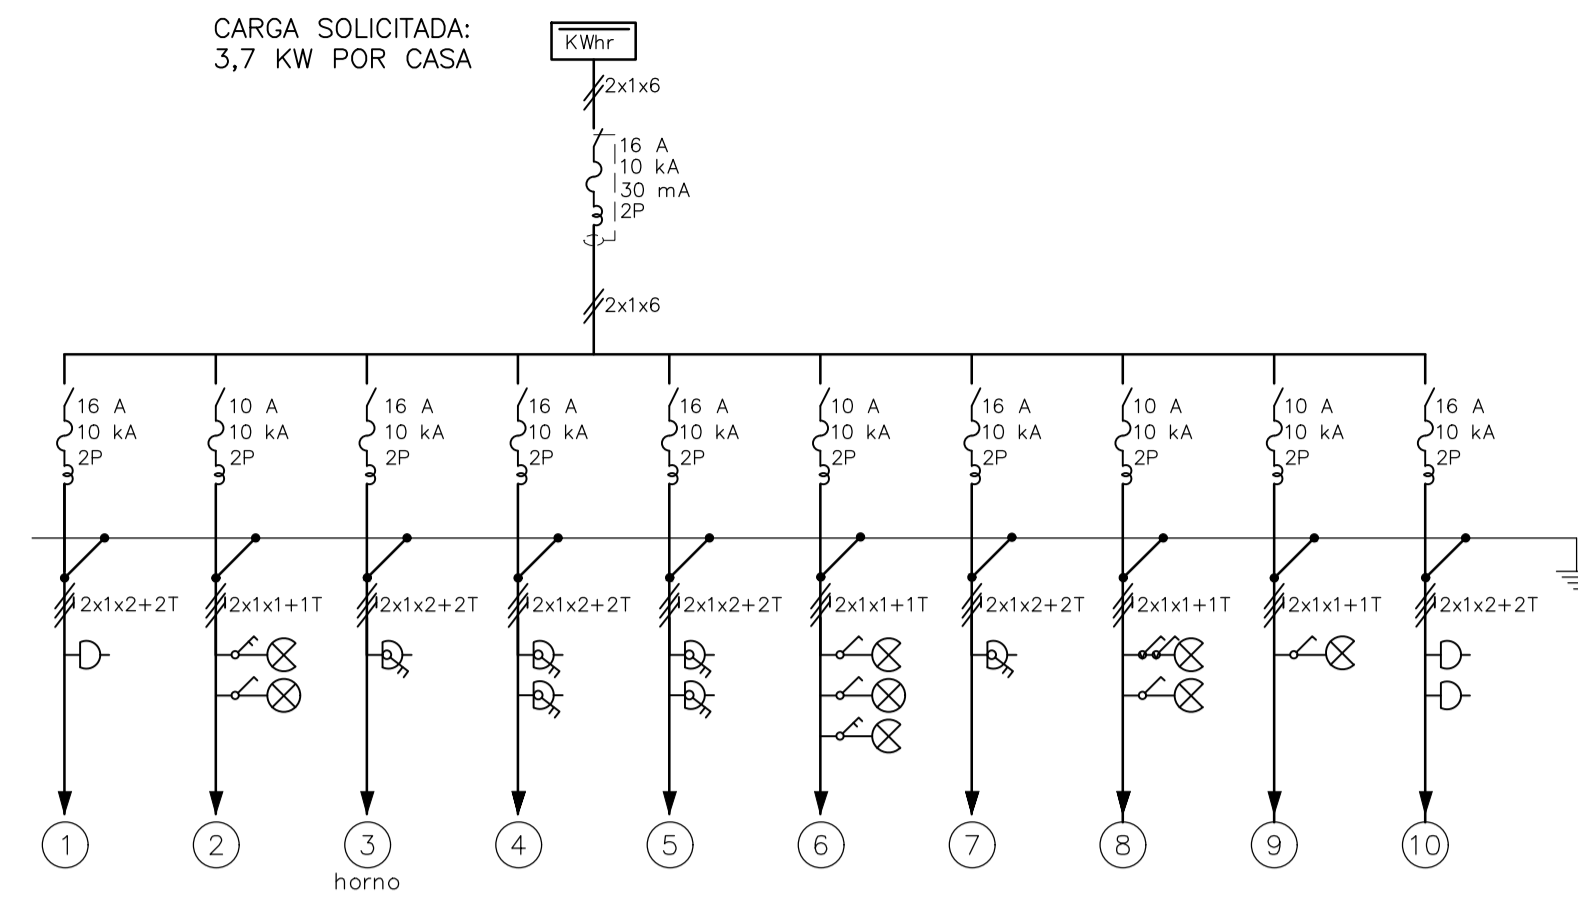 CARGA SOLICITADA:
3,7 KW POR CASA
KWhr
2x1x6
16 A
10 kA
30 mA
2P
2x1x6
16 A 10 A 16 A 16 A 16 A 10 A 16 A 10 A 10 A 16 A
10 kA 10 kA 10 kA 10 kA 10 kA 10 kA 10 kA 10 kA 10 kA 10 kA
2P 2P 2P 2P 2P 2P 2P 2P 2P 2P
2x1x2+2T 2x1x1+1T 2x1x2+2T 2x1x2+2T 2x1x2+2T 2x1x1+1T 2x1x2+2T 2x1x1+1T 2x1x1+1T 2x1x2+2T
1 2 3 4 5 6 7 8 9 10
horno